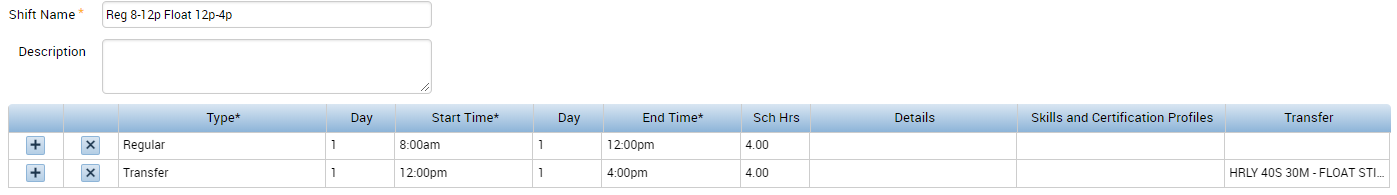 Shift Name * Reg 8-12p Float 12p-4p
Description
Type* Day Start Time* Day End Time* Sch Hrs Details Skills and Certification Profiles Transfer
Regular 1 8:00am 1 12:00pm 4.00
Transfer 1 12:00pm 1 4:00pm 4.00 HRLY 40S 30M - FLOAT STI...